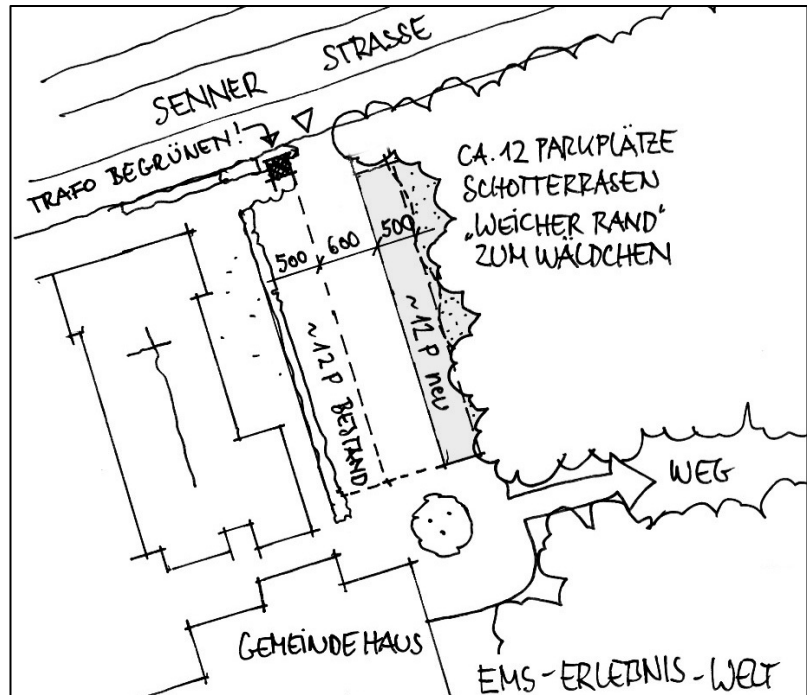 SENNER STRASSE
TRAFO BEGRÜNEN!
CA. 12 PARKPLÄTZE
SCHOTTERRASEN
„WEICHER RAND"
ZUM WÄLDCHEN
500 600 500
~12 P BESTAND
~12 P neu
WEG
GEMEINDEHAUS
EMS-ERLEBNIS-WELT